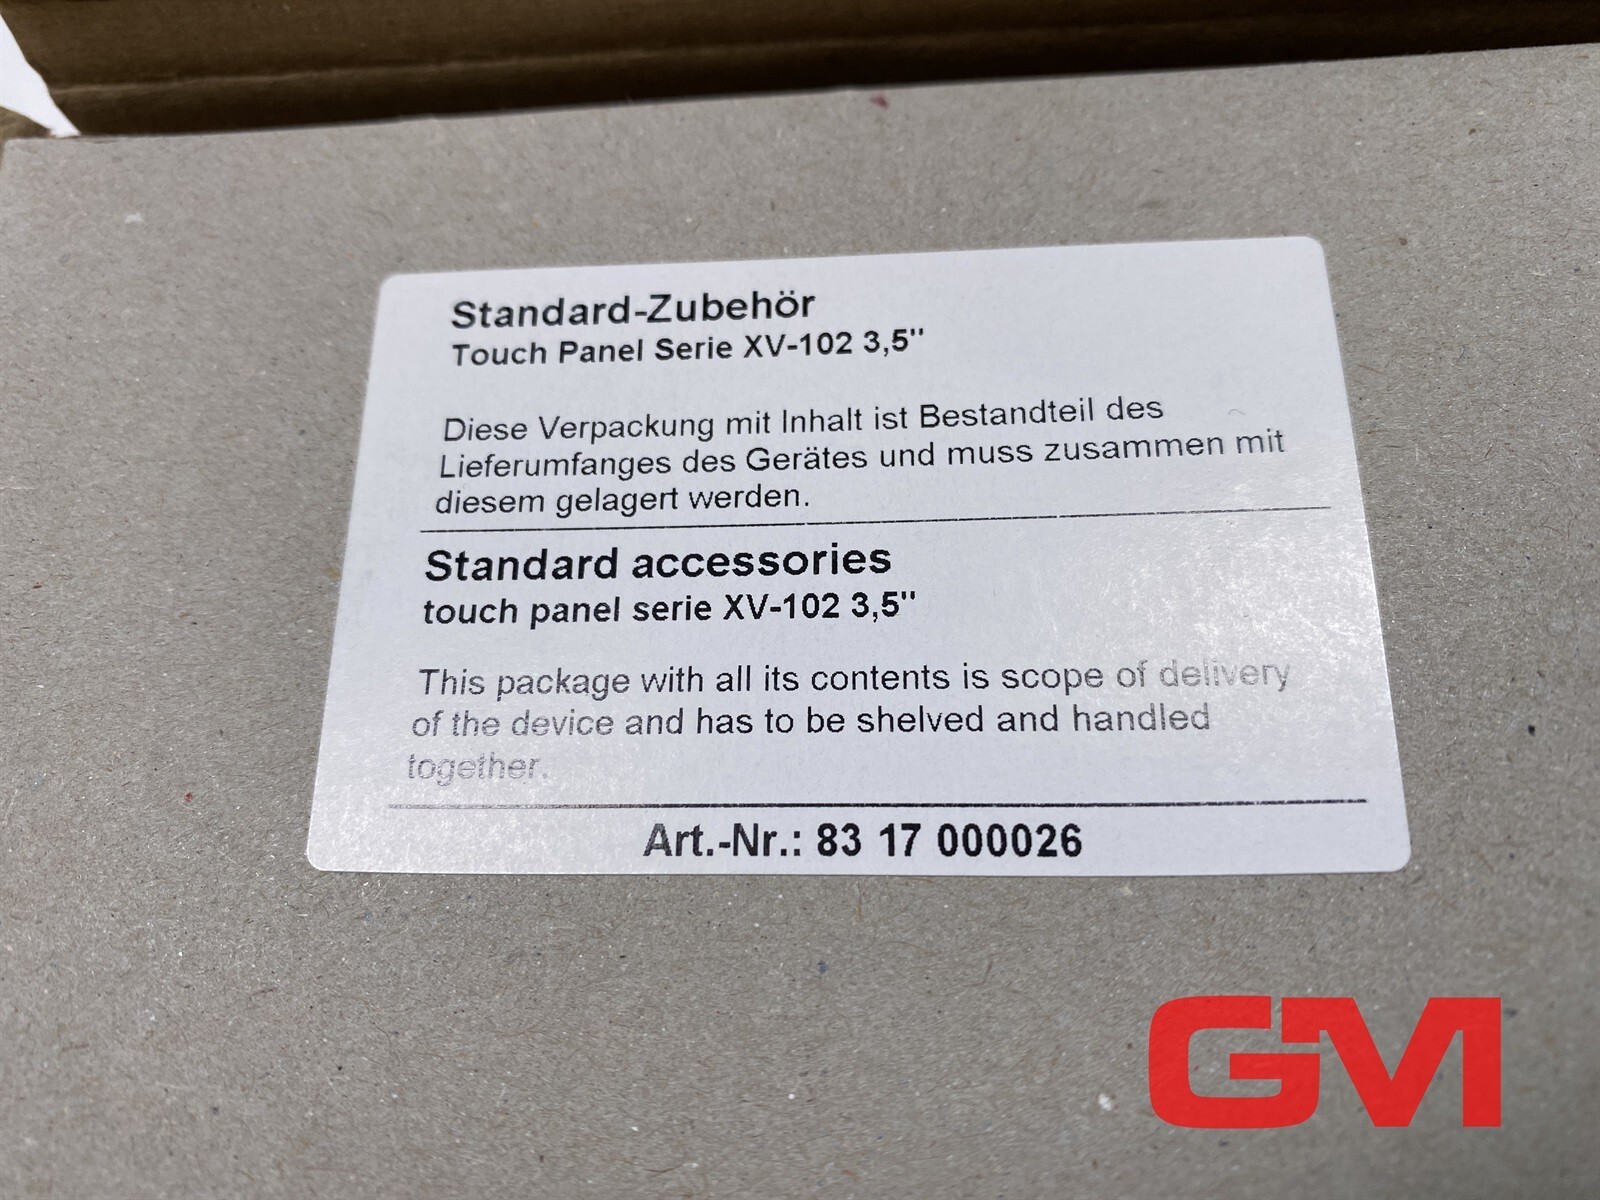 Standard-Zubehör
Touch Panel Serie XV-102 3,5"
Diese Verpackung mit Inhalt ist Bestandteil des
Lieferumfanges des Gerätes und muss zusammen mit
diesem gelagert werden.
Standard accessories
touch panel serie XV-102 3,5"
This package with all its contents is scope of delivery
of the device and has to be shelved and handled
together.
Art.-Nr.: 83 17 000026
GM